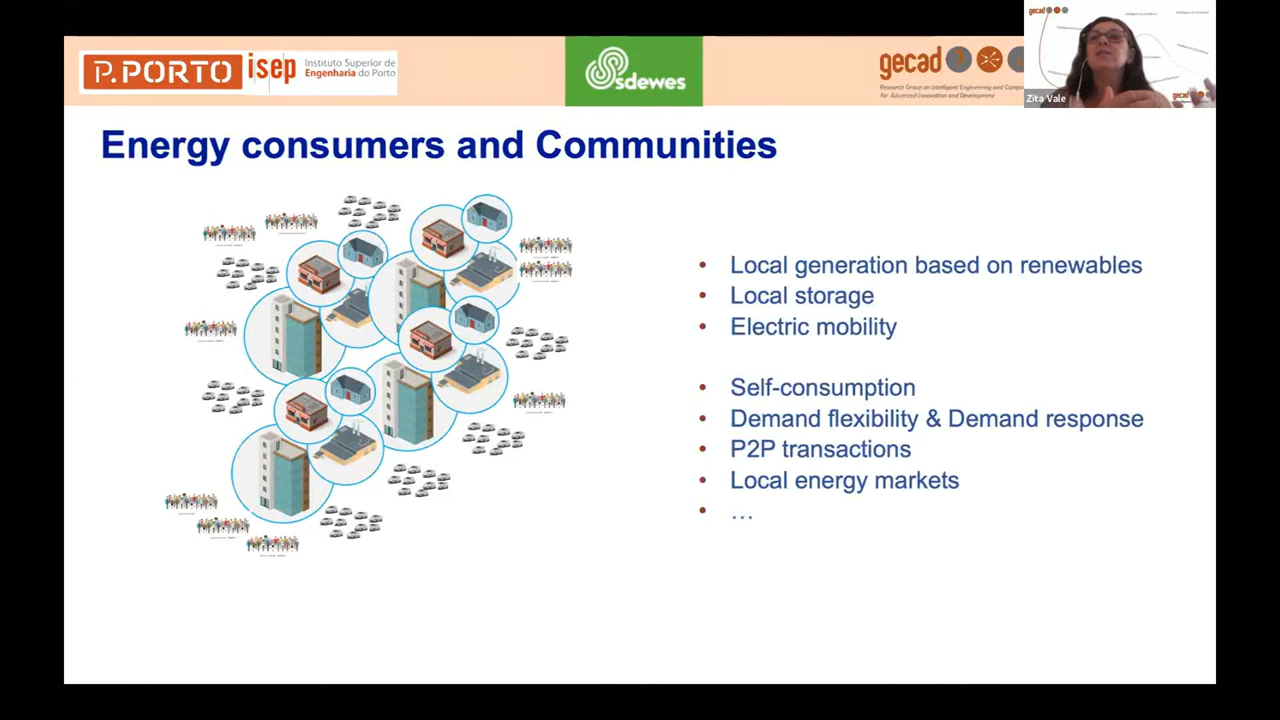 P.PORTO
isep
Instituto Superior de
Engenharia do Porto
sdewes
gecad
Research Group on Intelligent Engineering and
for Advanced Innovation and Development
gecad
Zita Vale
gecad
Energy consumers and Communities
• Local generation based on renewables
• Local storage
• Electric mobility
• Self-consumption
• Demand flexibility & Demand response
• P2P transactions
• Local energy markets
• …